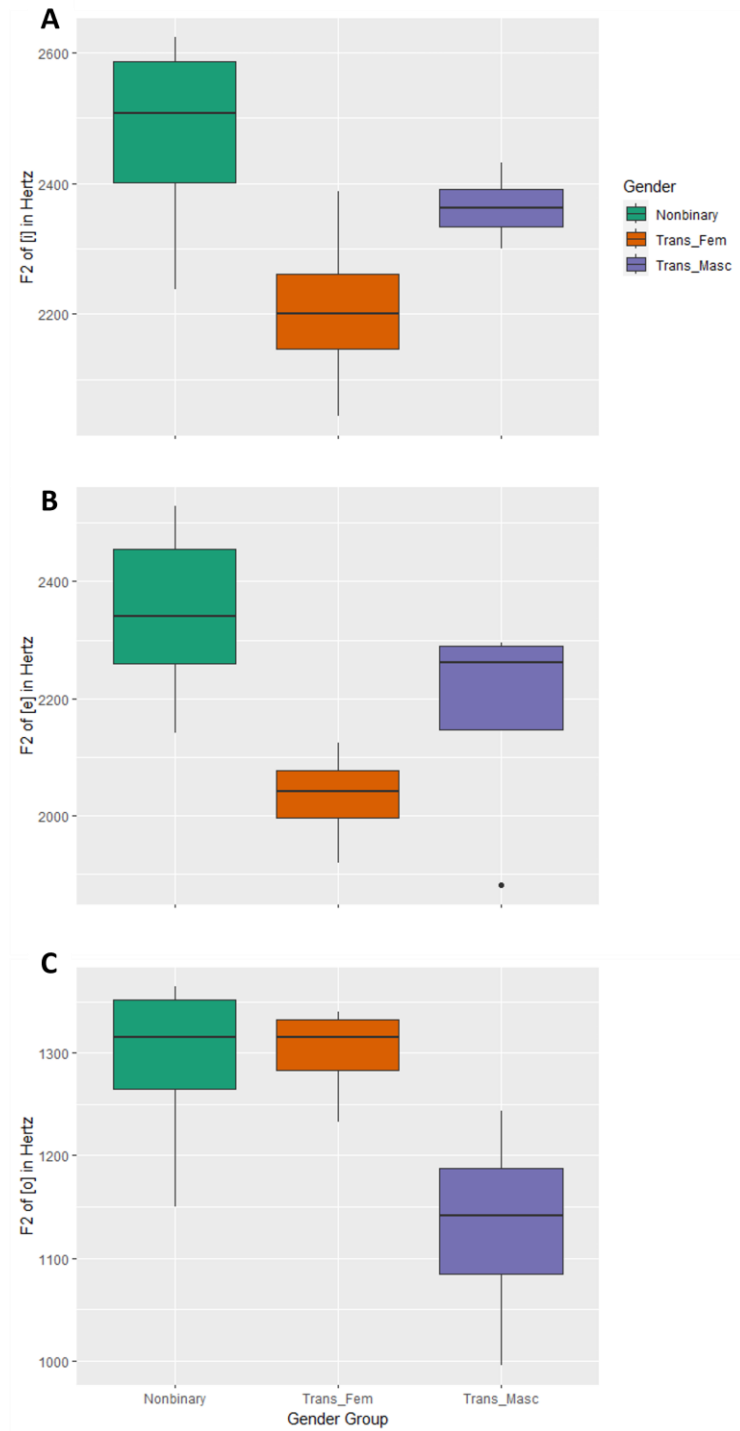 A
2600
2400
2200
F2 of [i] in Hertz
Gender
Nonbinary
Trans_Fem
Trans_Masc
B
2400
2200
2000
F2 of [e] in Hertz
C
1300
1200
1100
1000
F2 of [o] in Hertz
Nonbinary Trans_Fem Trans_Masc
Gender Group